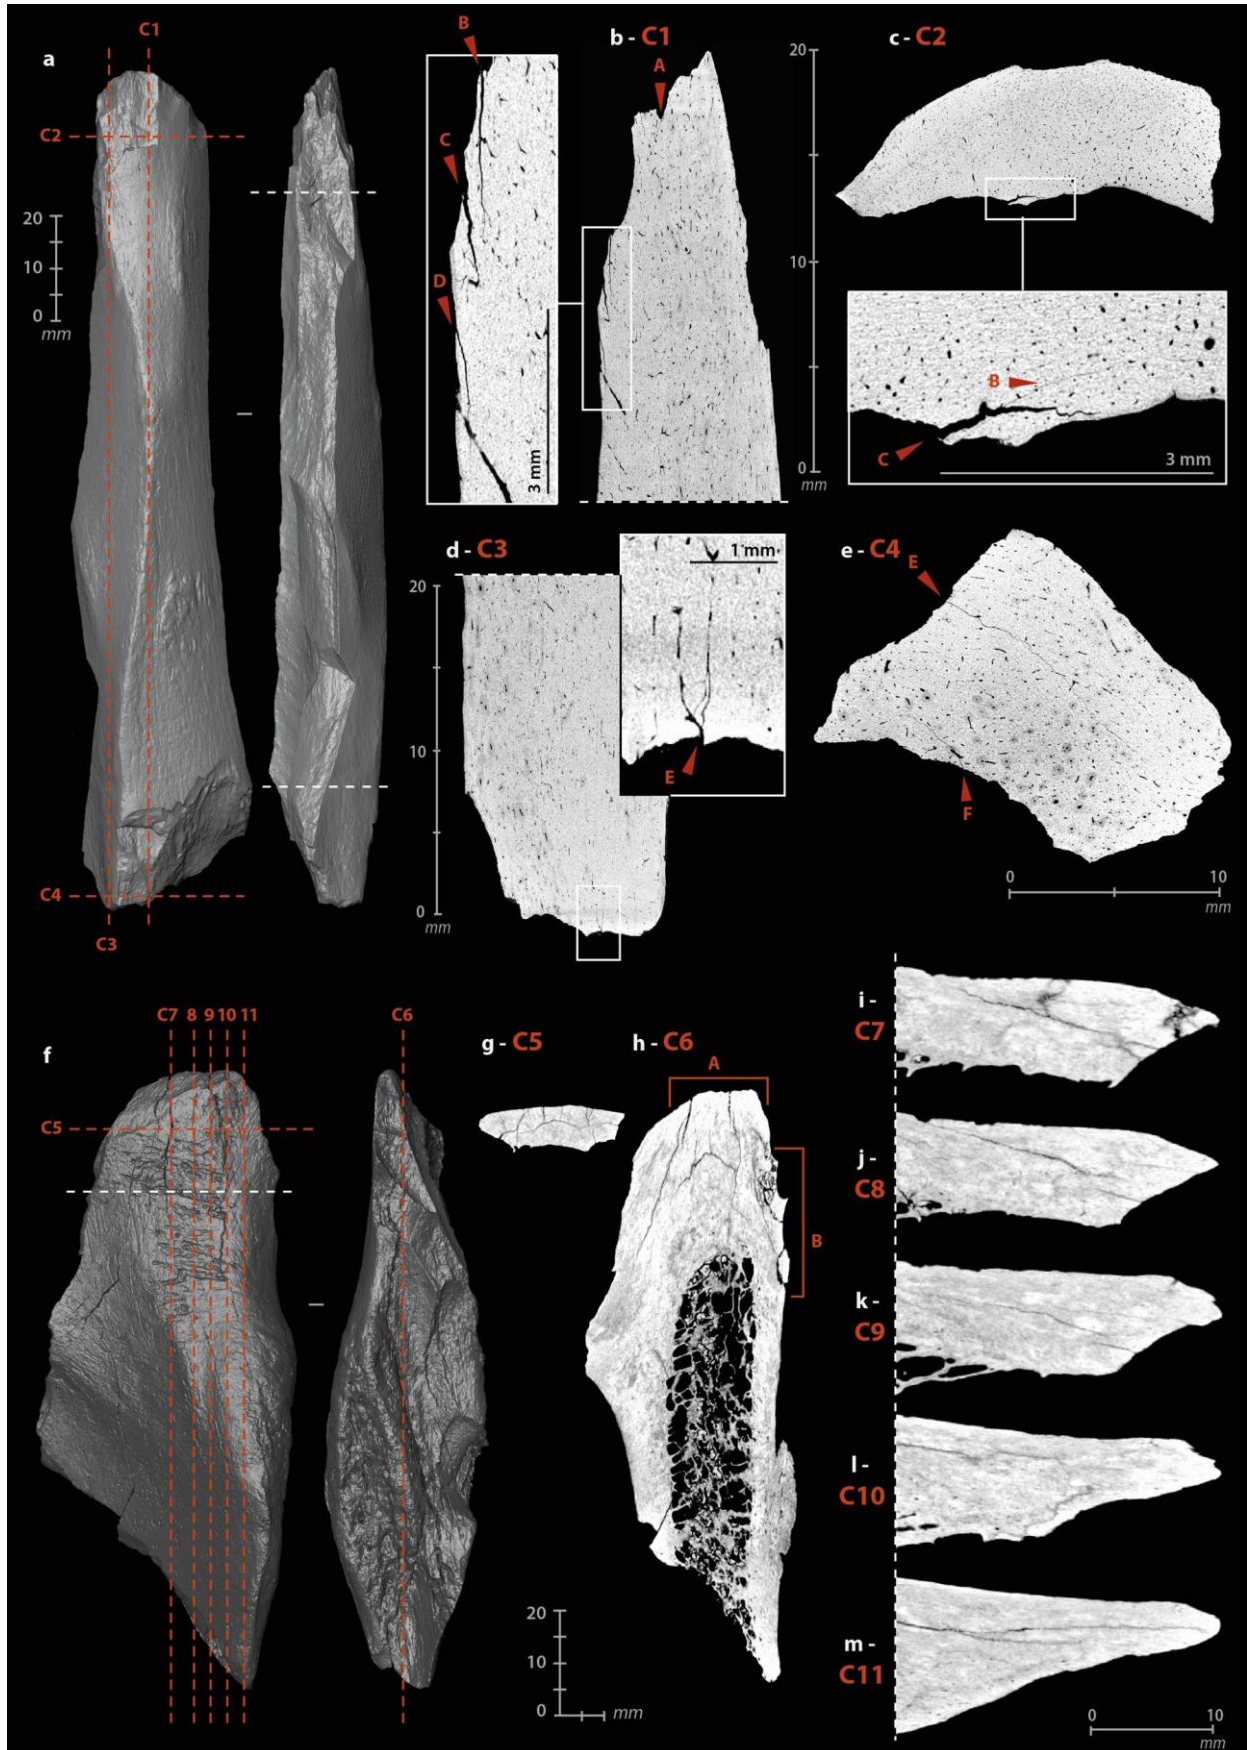 a
C1
C2
20
10
0
mm
C4
C3
B
C
D
3 mm
b - C1
A
20
10
0
mm
c - C2
B
C
3 mm
d - C3
20
10
0
mm
1 mm
E
e - C4
E
F
0 10
mm
f
C7 8 9 10 11
C6
C5
g - C5
h - C6
A
B
20
10
0
mm
i -
C7
j -
C8
k -
C9
l -
C10
m -
C11
0 10
mm